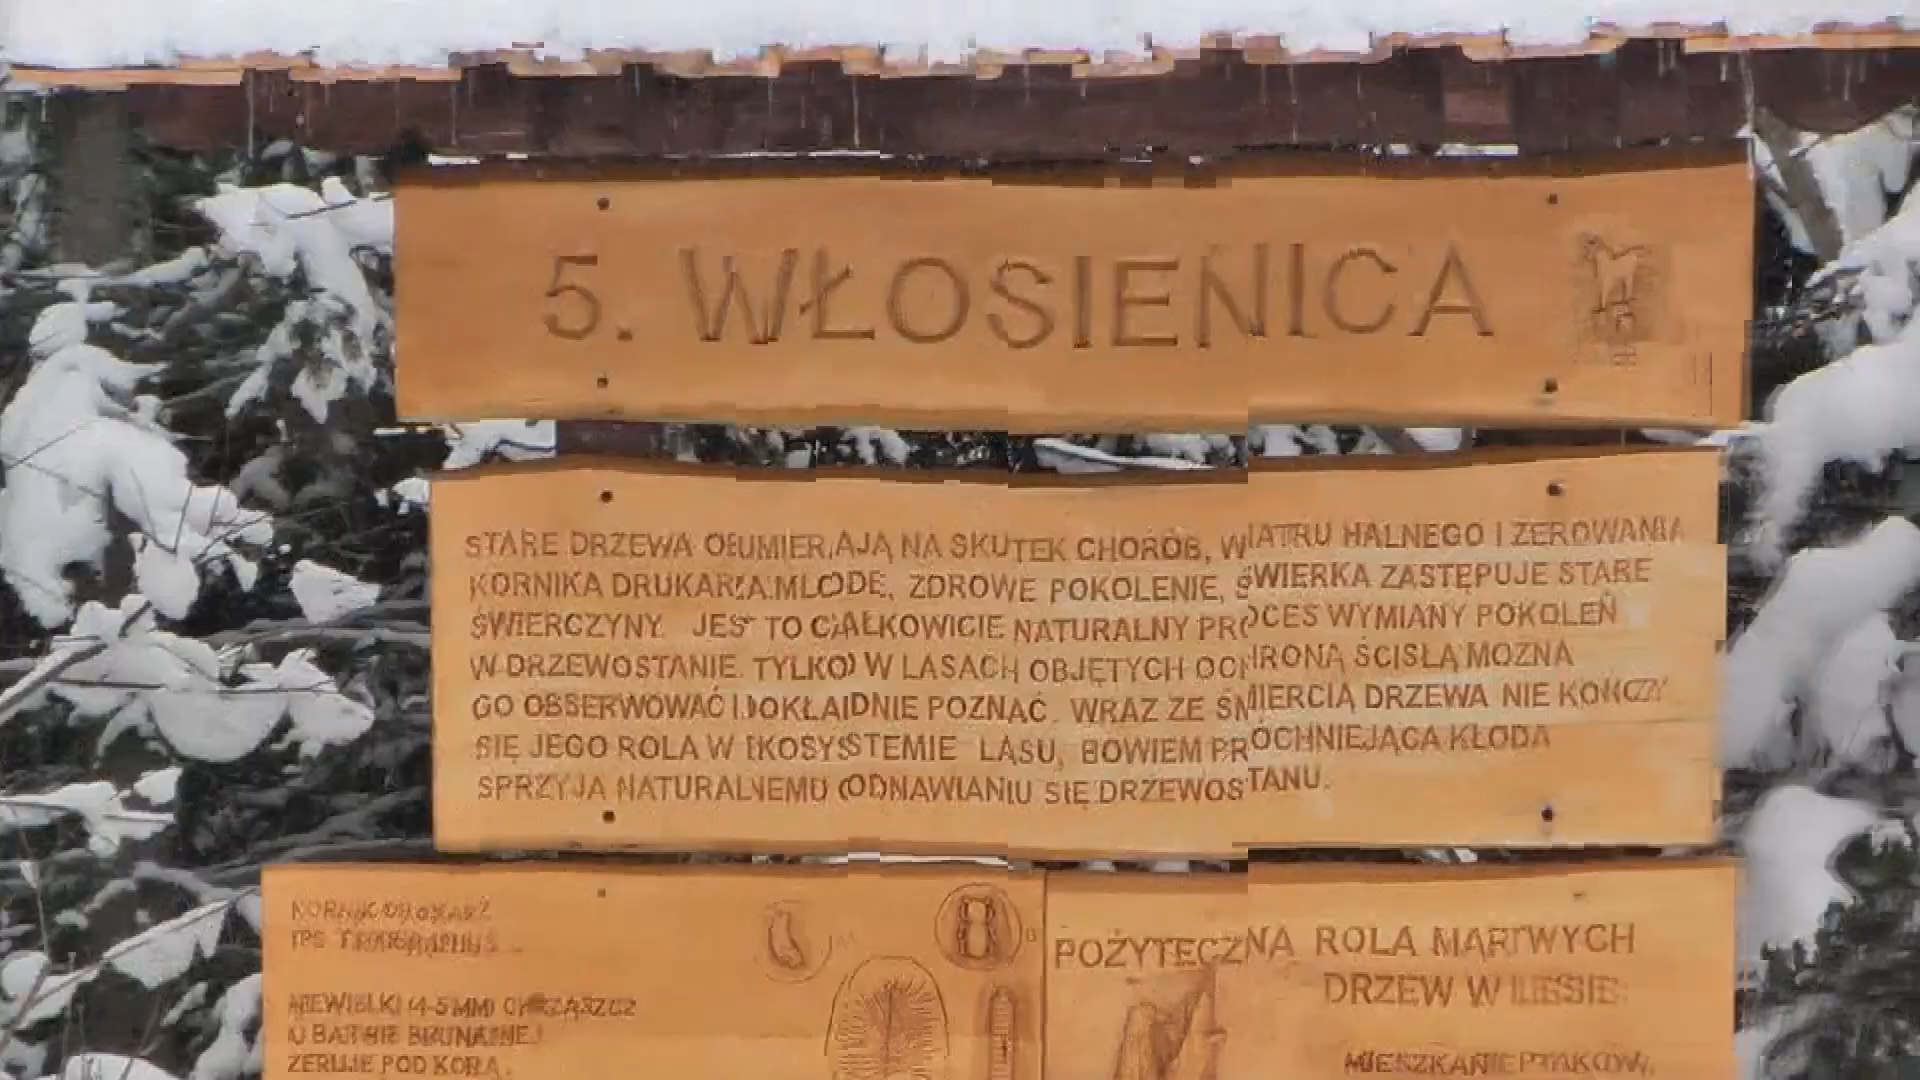 5. WŁOSIENICA
STARE DRZEWA OBUMIERAJĄ NA SKUTEK CHORÓB, WIATRU HALNEGO I ŻEROWANIA
KORNIKA DRUKARZA. MŁODE, ZDROWE POKOLENIE, ŚWIERKA ZASTĘPUJE STARE
ŚWIERCZYNY. JEST TO CAŁKOWICIE NATURALNY PROCES WYMIANY POKOLEŃ
W DRZEWOSTANIE. TYLKO W LASACH OBJĘTYCH OCHRONĄ ŚCISŁĄ MOŻNA
GO OBSERWOWAĆ I DOKŁADNIE POZNAĆ. WRAZ ZE ŚMIERCIĄ DRZEWA NIE KOŃCZY
SIĘ JEGO ROLA W EKOSYSTEMIE LASU, BOWIEM PRÓCHNIEJĄCA KŁODA
SPRZYJA NATURALNEMU ODNAWIANIU SIĘ DRZEWOSTANU.
KORNIK DRUKARZ
IPS TYPOGRAPHUS
NIEWIELKI (4-5 MM) CHRZĄSZCZ
O BARWIE BRUNATNEJ
ŻERUJE POD KORĄ.
POŻYTECZNA ROLA MARTWYCH
DRZEW W LESIE:
MIESZKANIE PTAKÓW,